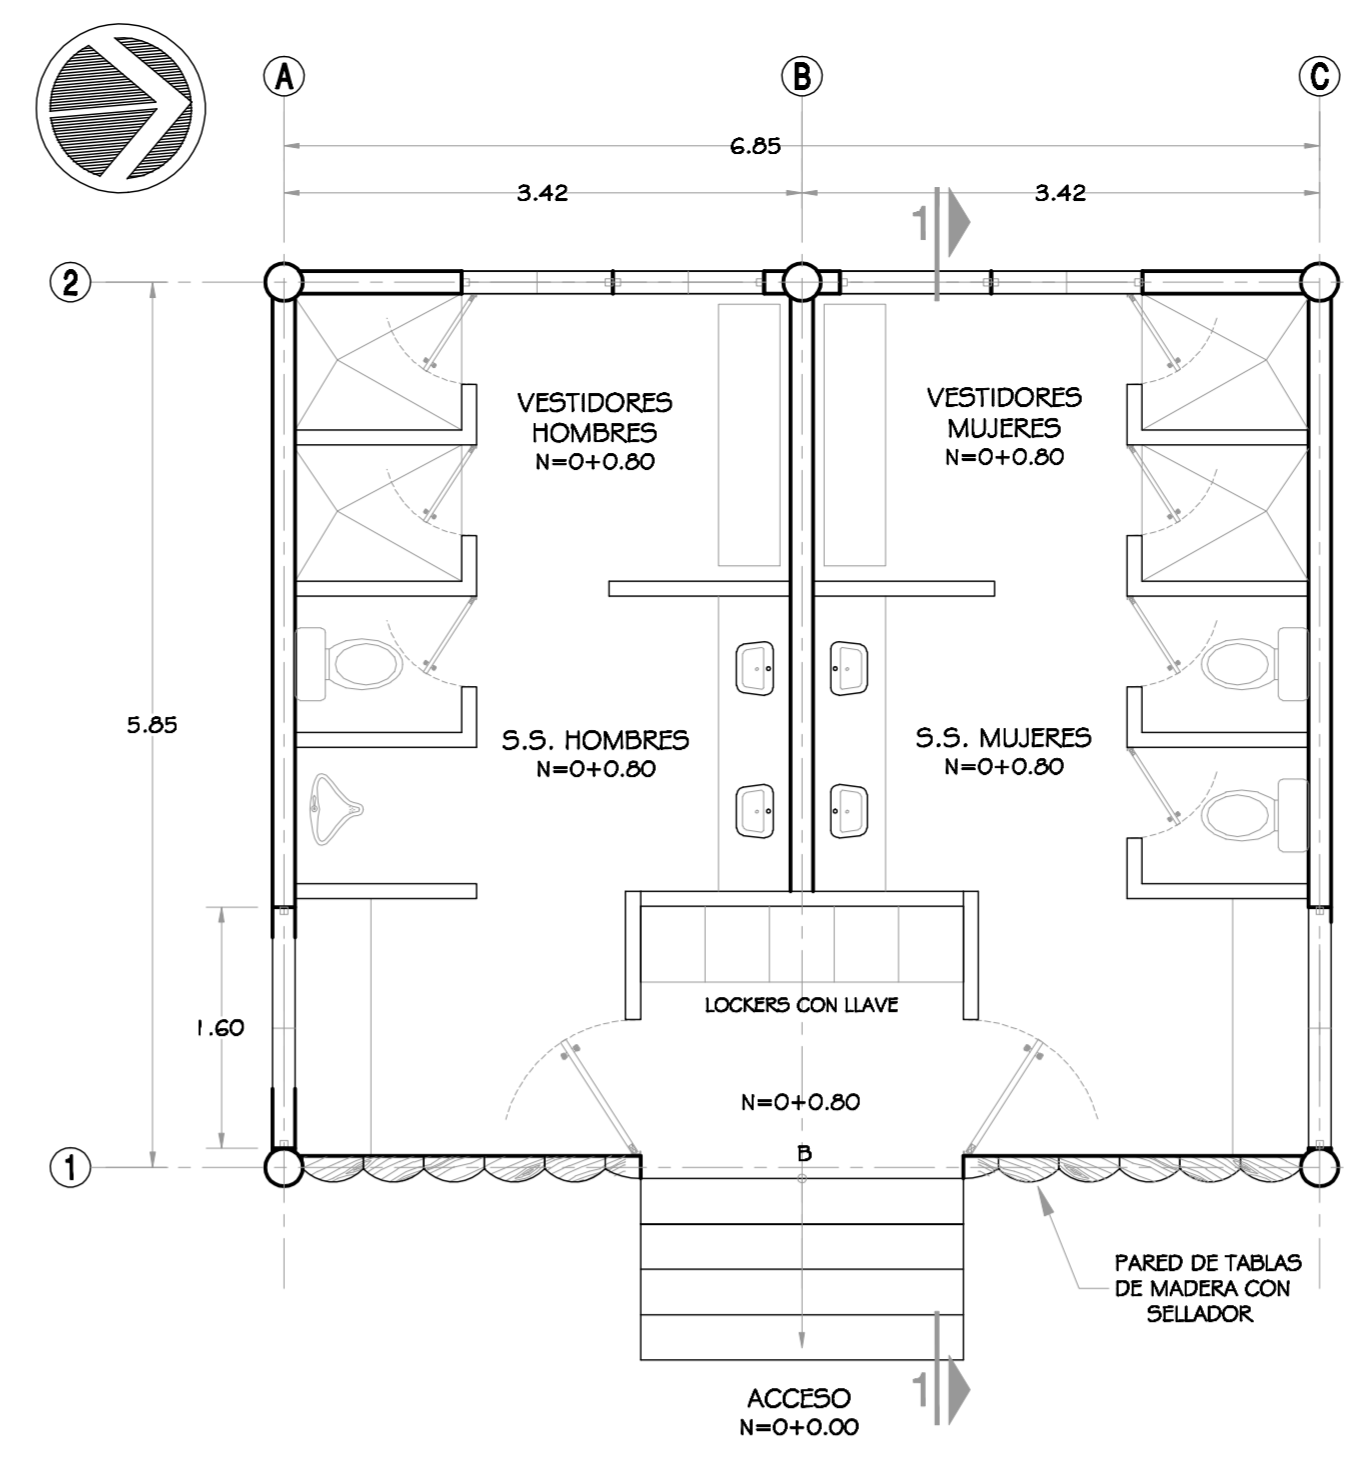 A
B
C
6.85
3.42
3.42
1
2
VESTIDORES
HOMBRES
N=0+0.80
VESTIDORES
MUJERES
N=0+0.80
5.85
S.S. HOMBRES
N=0+0.80
S.S. MUJERES
N=0+0.80
LOCKERS CON LLAVE
1.60
N=0+0.80
B
1
PARED DE TABLAS
DE MADERA CON
SELLADOR
1
ACCESO
N=0+0.00